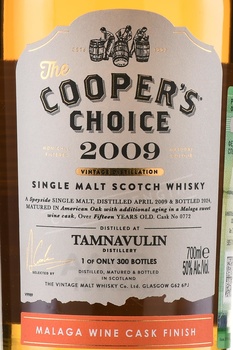 The
COOPER'S
CHOICE
2009
VINTAGE DISTILLATION
SINGLE MALT SCOTCH WHISKY
A Speyside SINGLE MALT, DISTILLED APRIL 2009 & BOTTLED 2024,
MATURED IN American Oak with additional aging in a Malaga sweet
wine cask. Over Fifteen YEARS OLD. Cask No 0772
DISTILLED AT
TAMNAVULIN
DISTILLERY
1 OF ONLY 300 BOTTLES
SELECTED BY
DISTILLED, MATURED & BOTTLED
IN SCOTLAND
THE VINTAGE MALT WHISKY Co. Ltd. GLASGOW G62 6PJ
700ml e
50% Alc./Vol.
MALAGA WINE CASK FINISH